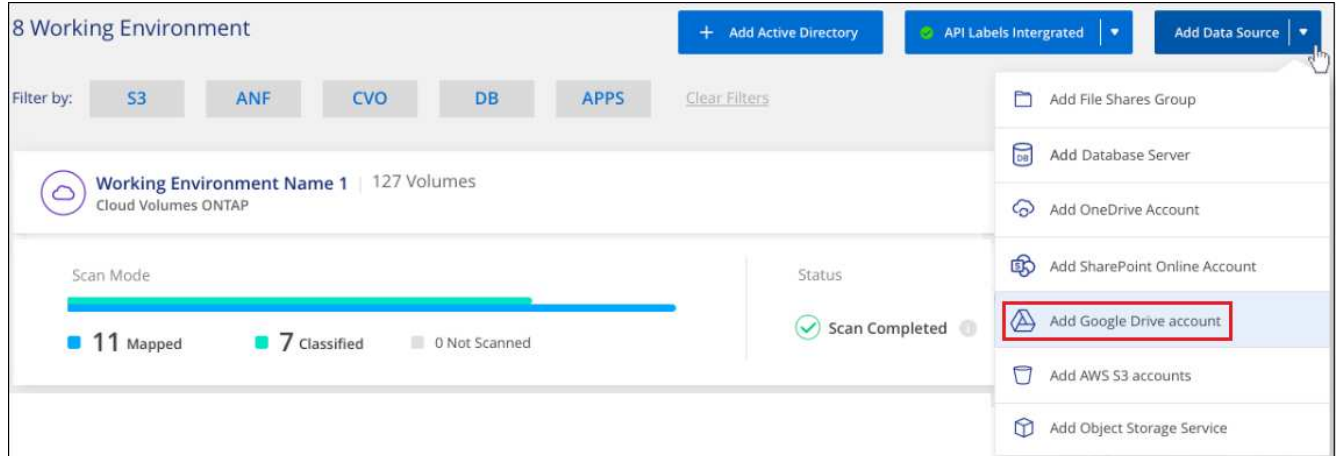 8 Working Environment
+ Add Active Directory
API Labels Intergrated
Add Data Source
Filter by:
S3
ANF
CVO
DB
APPS
Clear Filters
Working Environment Name 1 | 127 Volumes
Cloud Volumes ONTAP
Scan Mode
11 Mapped
7 Classified
0 Not Scanned
Status
Scan Completed
Add File Shares Group
DB
Add Database Server
Add OneDrive Account
S
Add SharePoint Online Account
Add Google Drive account
Add AWS S3 accounts
Add Object Storage Service